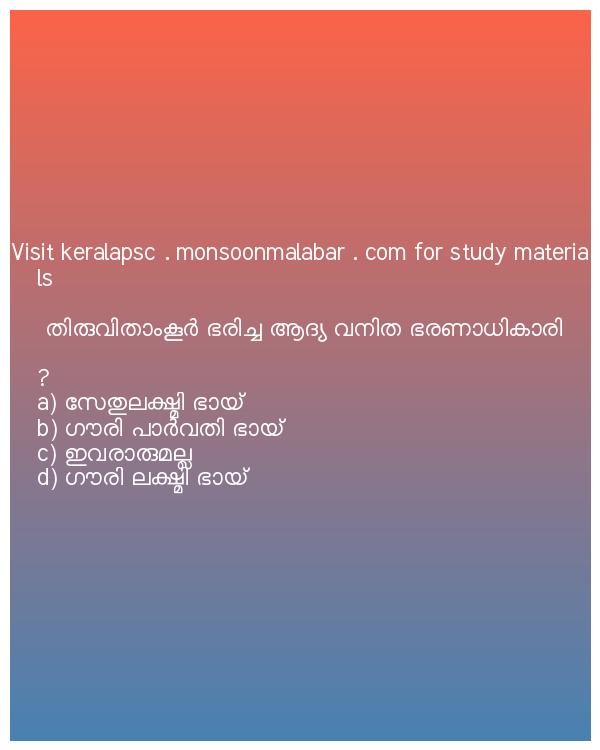 Visit keralapsc . monsoonmalabar . com for study materia
ls
തിരുവിതാംകൂർ ഭരിച്ച ആദ്യ വനിത ഭരണാധികാരി
?
a) സേതുലക്ഷ്മി ഭായ്
b) ഗൗരി പാർവതി ഭായ്
c) ഇവരാരുമല്ല
d) ഗൗരി ലക്ഷ്മി ഭായ്